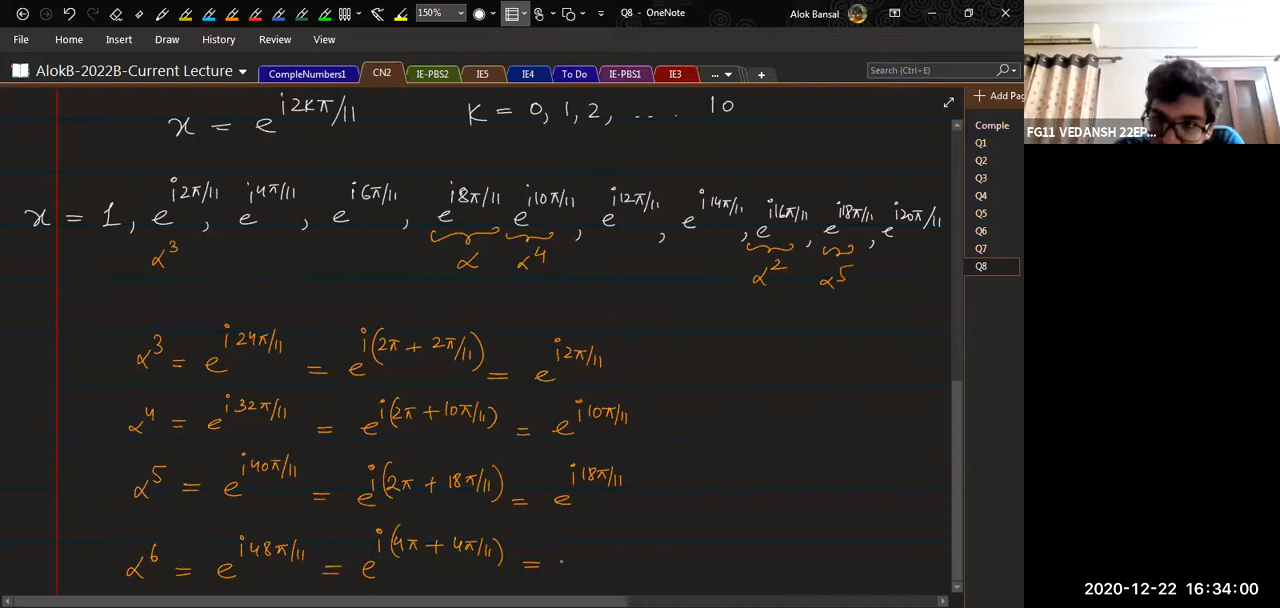 150% Q8 - OneNote Alok Bansal
File Home Insert Draw History Review View
AlokB-2022B-Current Lecture CompleNumbers1 CN2 IE-PBS2 IE5 IE4 To Do IE-PBS1 IE3 ... + Search (Ctrl+E)
x = e^{i2kπ/11} K = 0, 1, 2, .... 10
x = 1, e^{i2π/11}, e^{i4π/11}, e^{i6π/11}, e^{i8π/11} e^{i10π/11}, e^{i12π/11}, e^{i14π/11}, e^{i16π/11}, e^{i18π/11}, e^{i20π/11}
α^3 α α^4 α^2 α^5
α^3 = e^{i24π/11} = e^{i(2π + 2π/11)} = e^{i2π/11}
α^4 = e^{i32π/11} = e^{i(2π + 10π/11)} = e^{i10π/11}
α^5 = e^{i40π/11} = e^{i(2π + 18π/11)} = e^{i18π/11}
α^6 = e^{i48π/11} = e^{i(4π + 4π/11)} =
+ Add Pag
Comple
Q1
Q2
Q3
Q4
Q5
Q6
Q7
Q8
FG11 VEDANSH 22EP...
2020-12-22 16:34:00